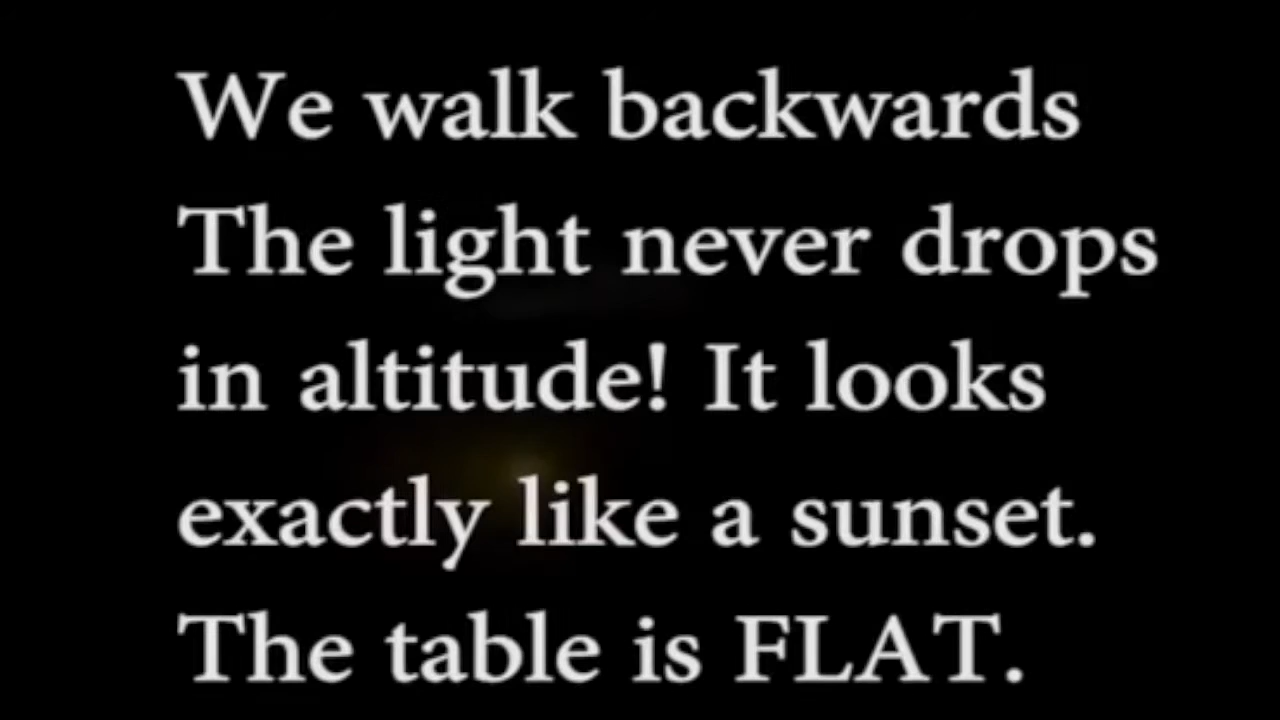 We walk backwards
The light never drops
in altitude! It looks
exactly like a sunset.
The table is FLAT.